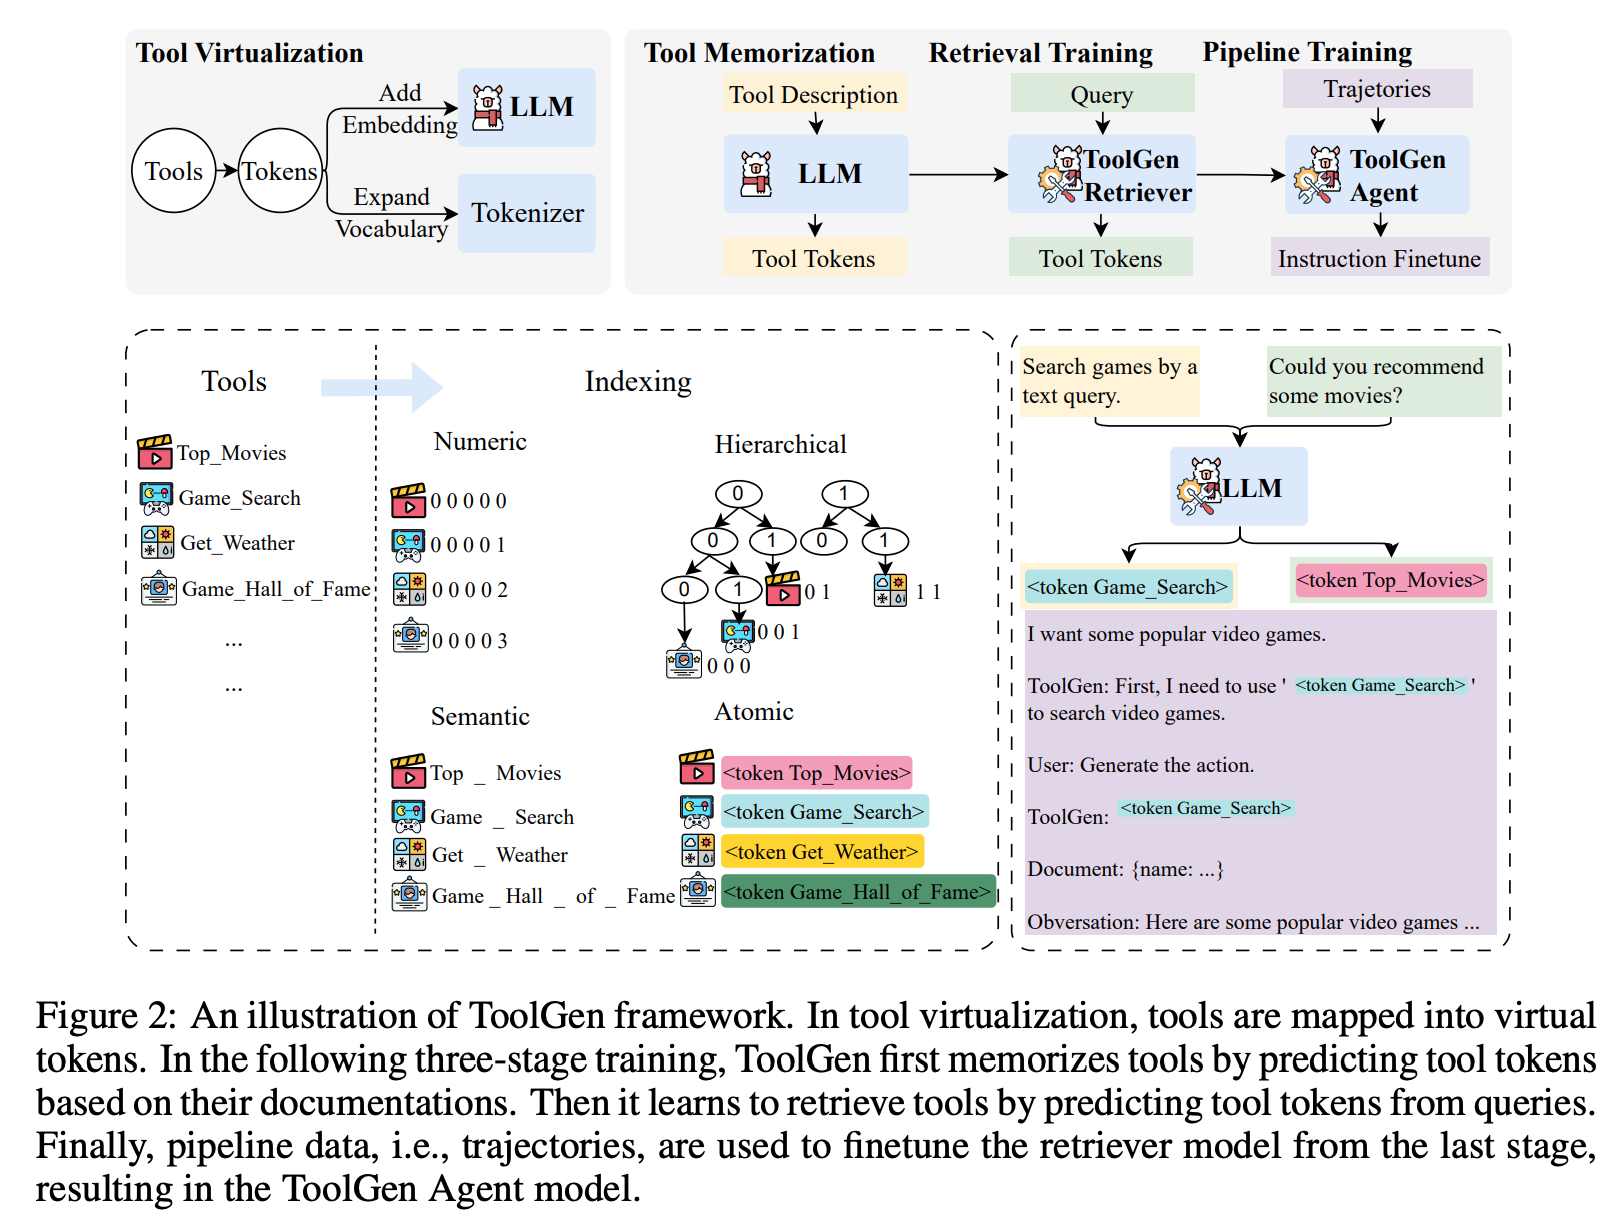 Tool Virtualization
Add
Embedding
LLM
Tools
Tokens
Expand
Vocabulary
Tokenizer
Tool Memorization
Retrieval Training
Pipeline Training
Tool Description
Query
Trajetories
LLM
ToolGen
Retriever
ToolGen
Agent
Tool Tokens
Tool Tokens
Instruction Finetune
Tools
Indexing
Top_Movies
Game_Search
Get_Weather
Game_Hall_of_Fame
...
...
Numeric
0 0 0 0 0
0 0 0 0 1
0 0 0 0 2
0 0 0 0 3
Hierarchical
0 1
0 1 0 1
0 1 0 1 1 1
0 0 1
0 0 0
Semantic
Top _ Movies
Game _ Search
Get _ Weather
Game _ Hall _ of _ Fame
Atomic
<token Top_Movies>
<token Game_Search>
<token Get_Weather>
<token Game_Hall_of_Fame>
Search games by a
text query.
Could you recommend
some movies?
LLM
<token Game_Search>
<token Top_Movies>
I want some popular video games.
ToolGen: First, I need to use ' <token Game_Search> '
to search video games.
User: Generate the action.
ToolGen: <token Game_Search>
Document: {name: ...}
Obversation: Here are some popular video games ...
Figure 2: An illustration of ToolGen framework. In tool virtualization, tools are mapped into virtual
tokens. In the following three-stage training, ToolGen first memorizes tools by predicting tool tokens
based on their documentations. Then it learns to retrieve tools by predicting tool tokens from queries.
Finally, pipeline data, i.e., trajectories, are used to finetune the retriever model from the last stage,
resulting in the ToolGen Agent model.